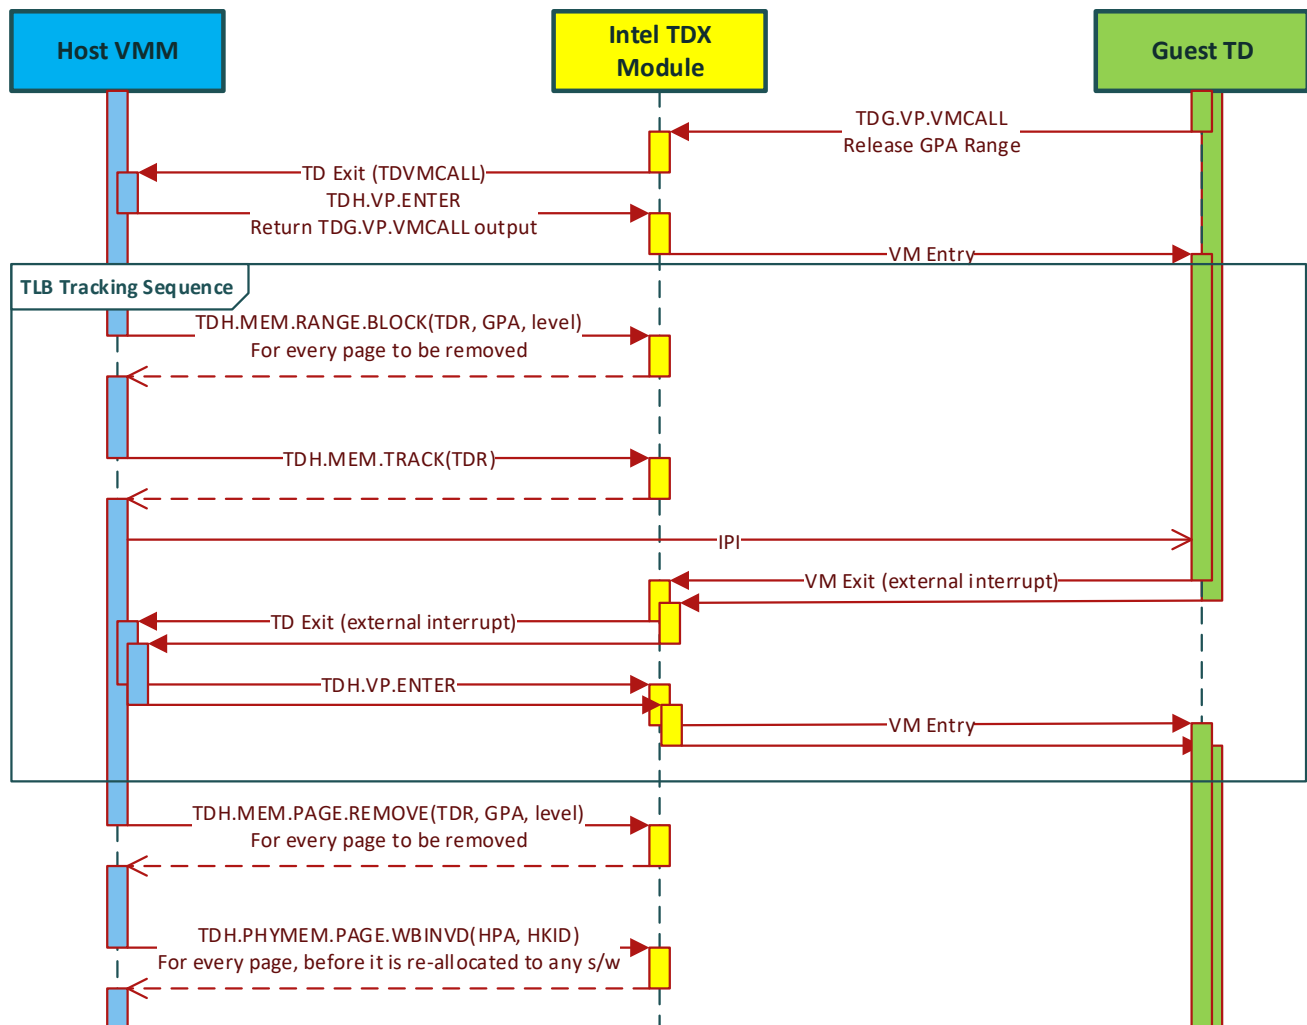 Host VMM
Intel TDX
Module
Guest TD
TDG.VP.VMCALL
Release GPA Range
TD Exit (TDVMCALL)
TDH.VP.ENTER
Return TDG.VP.VMCALL output
VM Entry
TLB Tracking Sequence
TDH.MEM.RANGE.BLOCK(TDR, GPA, level)
For every page to be removed
TDH.MEM.TRACK(TDR)
IPI
VM Exit (external interrupt)
TD Exit (external interrupt)
TDH.VP.ENTER
VM Entry
TDH.MEM.PAGE.REMOVE(TDR, GPA, level)
For every page to be removed
TDH.PHYMEM.PAGE.WBINVD(HPA, HKID)
For every page, before it is re-allocated to any s/w